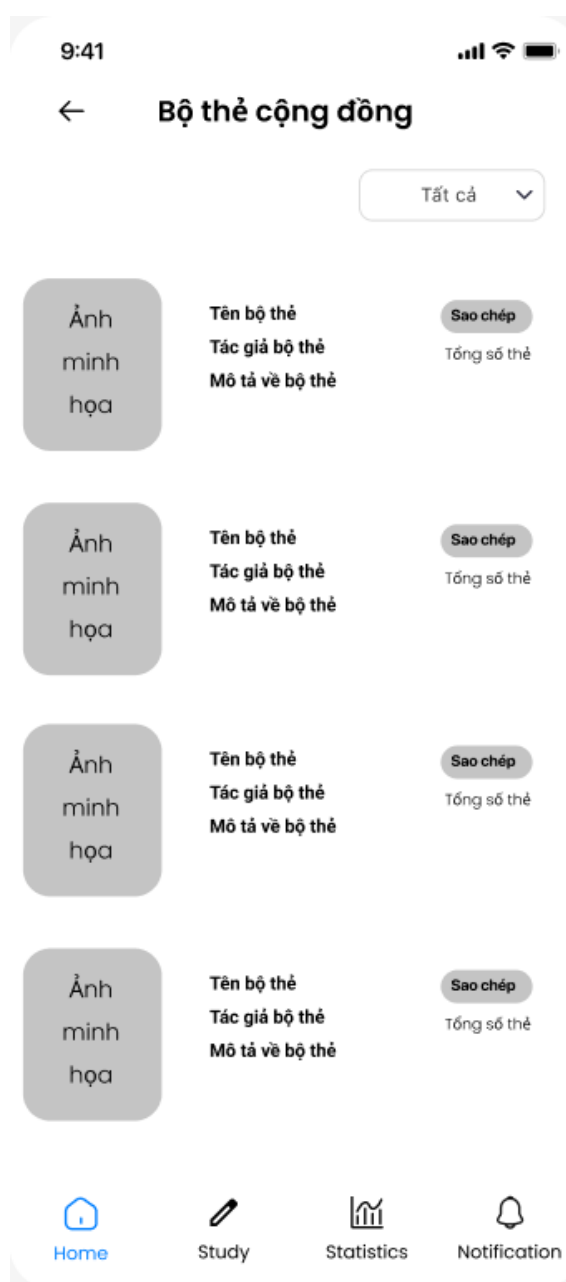 9:41
Bộ thẻ cộng đồng
Tất cả
Ảnh
minh
họa
Tên bộ thẻ
Tác giả bộ thẻ
Mô tả về bộ thẻ
Sao chép
Tổng số thẻ
Ảnh
minh
họa
Tên bộ thẻ
Tác giả bộ thẻ
Mô tả về bộ thẻ
Sao chép
Tổng số thẻ
Ảnh
minh
họa
Tên bộ thẻ
Tác giả bộ thẻ
Mô tả về bộ thẻ
Sao chép
Tổng số thẻ
Ảnh
minh
họa
Tên bộ thẻ
Tác giả bộ thẻ
Mô tả về bộ thẻ
Sao chép
Tổng số thẻ
Home
Study
Statistics
Notification